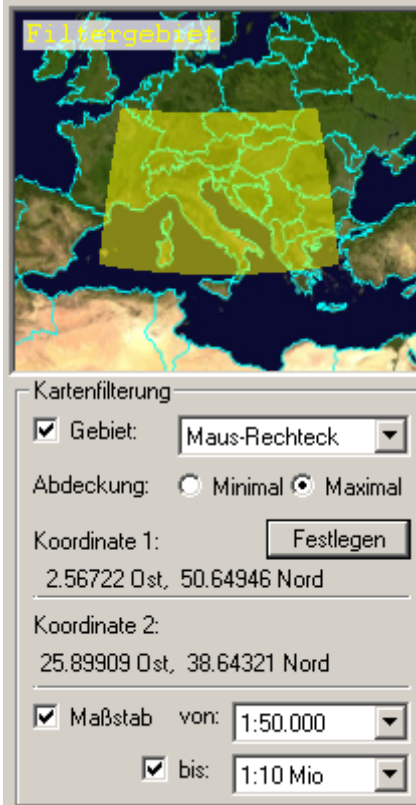 Filtergebiet
Kartenfilterung
Gebiet: Maus-Rechteck
Abdeckung: Minimal Maximal
Koordinate 1: Festlegen
2.56722 Ost, 50.64946 Nord
Koordinate 2:
25.89909 Ost, 38.64321 Nord
Maßstab von: 1:50.000
bis: 1:10 Mio